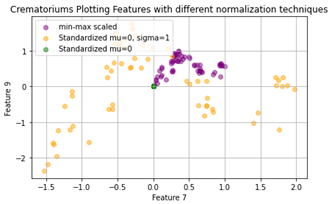 Crematoriums Plotting Features with different normalization techniques
min-max scaled
Standardized mu=0, sigma=1
Standardized mu=0
1
0
−1
−2
Feature 9
−1.5
−1.0
−0.5
0.0
0.5
1.0
1.5
2.0
Feature 7